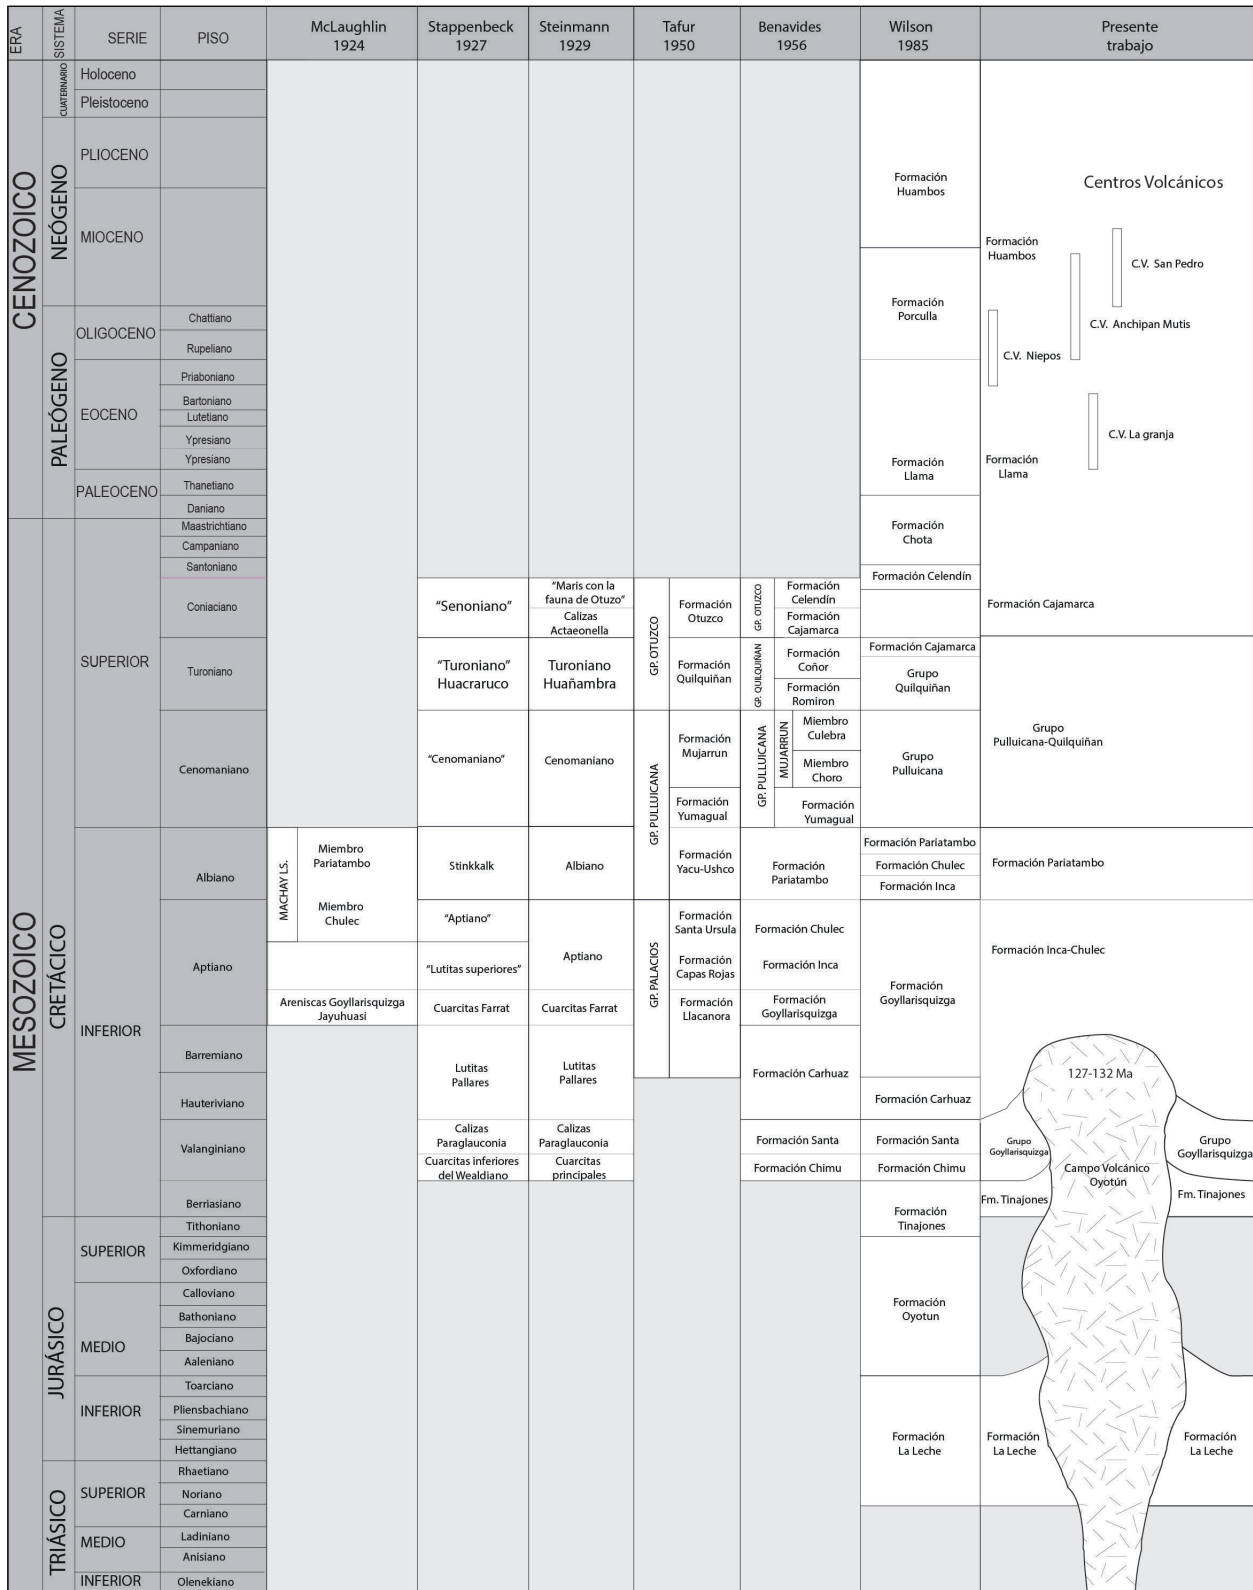 ERA
SISTEMA
SERIE
PISO
McLaughlin
1924
Stappenbeck
1927
Steinmann
1929
Tafur
1950
Benavides
1956
Wilson
1985
Presente
trabajo
CENOZOICO
MESOZOICO
CUATERNARIO
NEÓGENO
PALEÓGENO
CRETÁCICO
JURÁSICO
TRIÁSICO
Holoceno
Pleistoceno
PLIOCENO
MIOCENO
OLIGOCENO
EOCENO
PALEOCENO
SUPERIOR
INFERIOR
SUPERIOR
MEDIO
INFERIOR
SUPERIOR
MEDIO
INFERIOR
Chattiano
Rupeliano
Priaboniano
Bartoniano
Lutetiano
Ypresiano
Ypresiano
Thanetiano
Daniano
Maastrichtiano
Campaniano
Santoniano
Coniaciano
Turoniano
Cenomaniano
Albiano
Aptiano
Barremiano
Hauteriviano
Valanginiano
Berriasiano
Tithoniano
Kimmeridgiano
Oxfordiano
Calloviano
Bathoniano
Bajociano
Aaleniano
Toarciano
Pliensbachiano
Sinemuriano
Hettangiano
Rhaetiano
Noriano
Carniano
Ladiniano
Anisiano
Olenekiano
MACHAY LS.
Miembro
Pariatambo
Miembro
Chulec
Areniscas Goyllarisquizga
Jayuhuasi
"Senoniano"
"Turoniano"
Huacraruco
"Cenomaniano"
Stinkkalk
"Aptiano"
"Lutitas superiores"
Cuarcitas Farrat
Lutitas
Pallares
Calizas
Paraglauconia
Cuarcitas inferiores
del Wealdiano
"Maris con la
fauna de Otuzo"
Calizas
Actaeonella
Turoniano
Huañambra
Cenomaniano
Albiano
Aptiano
Cuarcitas Farrat
Lutitas
Pallares
Calizas
Paraglauconia
Cuarcitas
principales
GP. OTUZCO
GP. PULLUICANA
GP. PALACIOS
Formación
Otuzco
Formación
Quilquiñan
Formación
Mujarrun
Formación
Yumagual
Formación
Yacu-Ushco
Formación
Santa Ursula
Formación
Capas Rojas
Formación
Llacanora
GP. OTUZCO
GP. QUILQUIÑAN
GP. PULLUICANA
MUJARRUN
Formación
Celendín
Formación
Cajamarca
Formación
Coñor
Formación
Romiron
Miembro
Culebra
Miembro
Choro
Formación
Yumagual
Formación
Pariatambo
Formación Chulec
Formación Inca
Formación
Goyllarisquizga
Formación Carhuaz
Formación Santa
Formación Chimu
Formación
Huambos
Formación
Porculla
Formación
Llama
Formación
Chota
Formación Celendín
Formación Cajamarca
Grupo
Quilquiñan
Grupo
Pulluicana
Formación Pariatambo
Formación Chulec
Formación Inca
Formación
Goyllarisquizga
Formación Carhuaz
Formación Santa
Formación Chimu
Formación
Tinajones
Formación
Oyotun
Formación
La Leche
Centros Volcánicos
Formación
Huambos
C.V. San Pedro
C.V. Anchipan Mutis
C.V. Niepos
C.V. La granja
Formación
Llama
Formación Cajamarca
Grupo
Pulluicana-Quilquiñan
Formación Pariatambo
Formación Inca-Chulec
127-132 Ma
Grupo
Goyllarisquizga
Campo Volcánico
Oyotún
Grupo
Goyllarisquizga
Fm. Tinajones
Fm. Tinajones
Formación
La Leche
Formación
La Leche